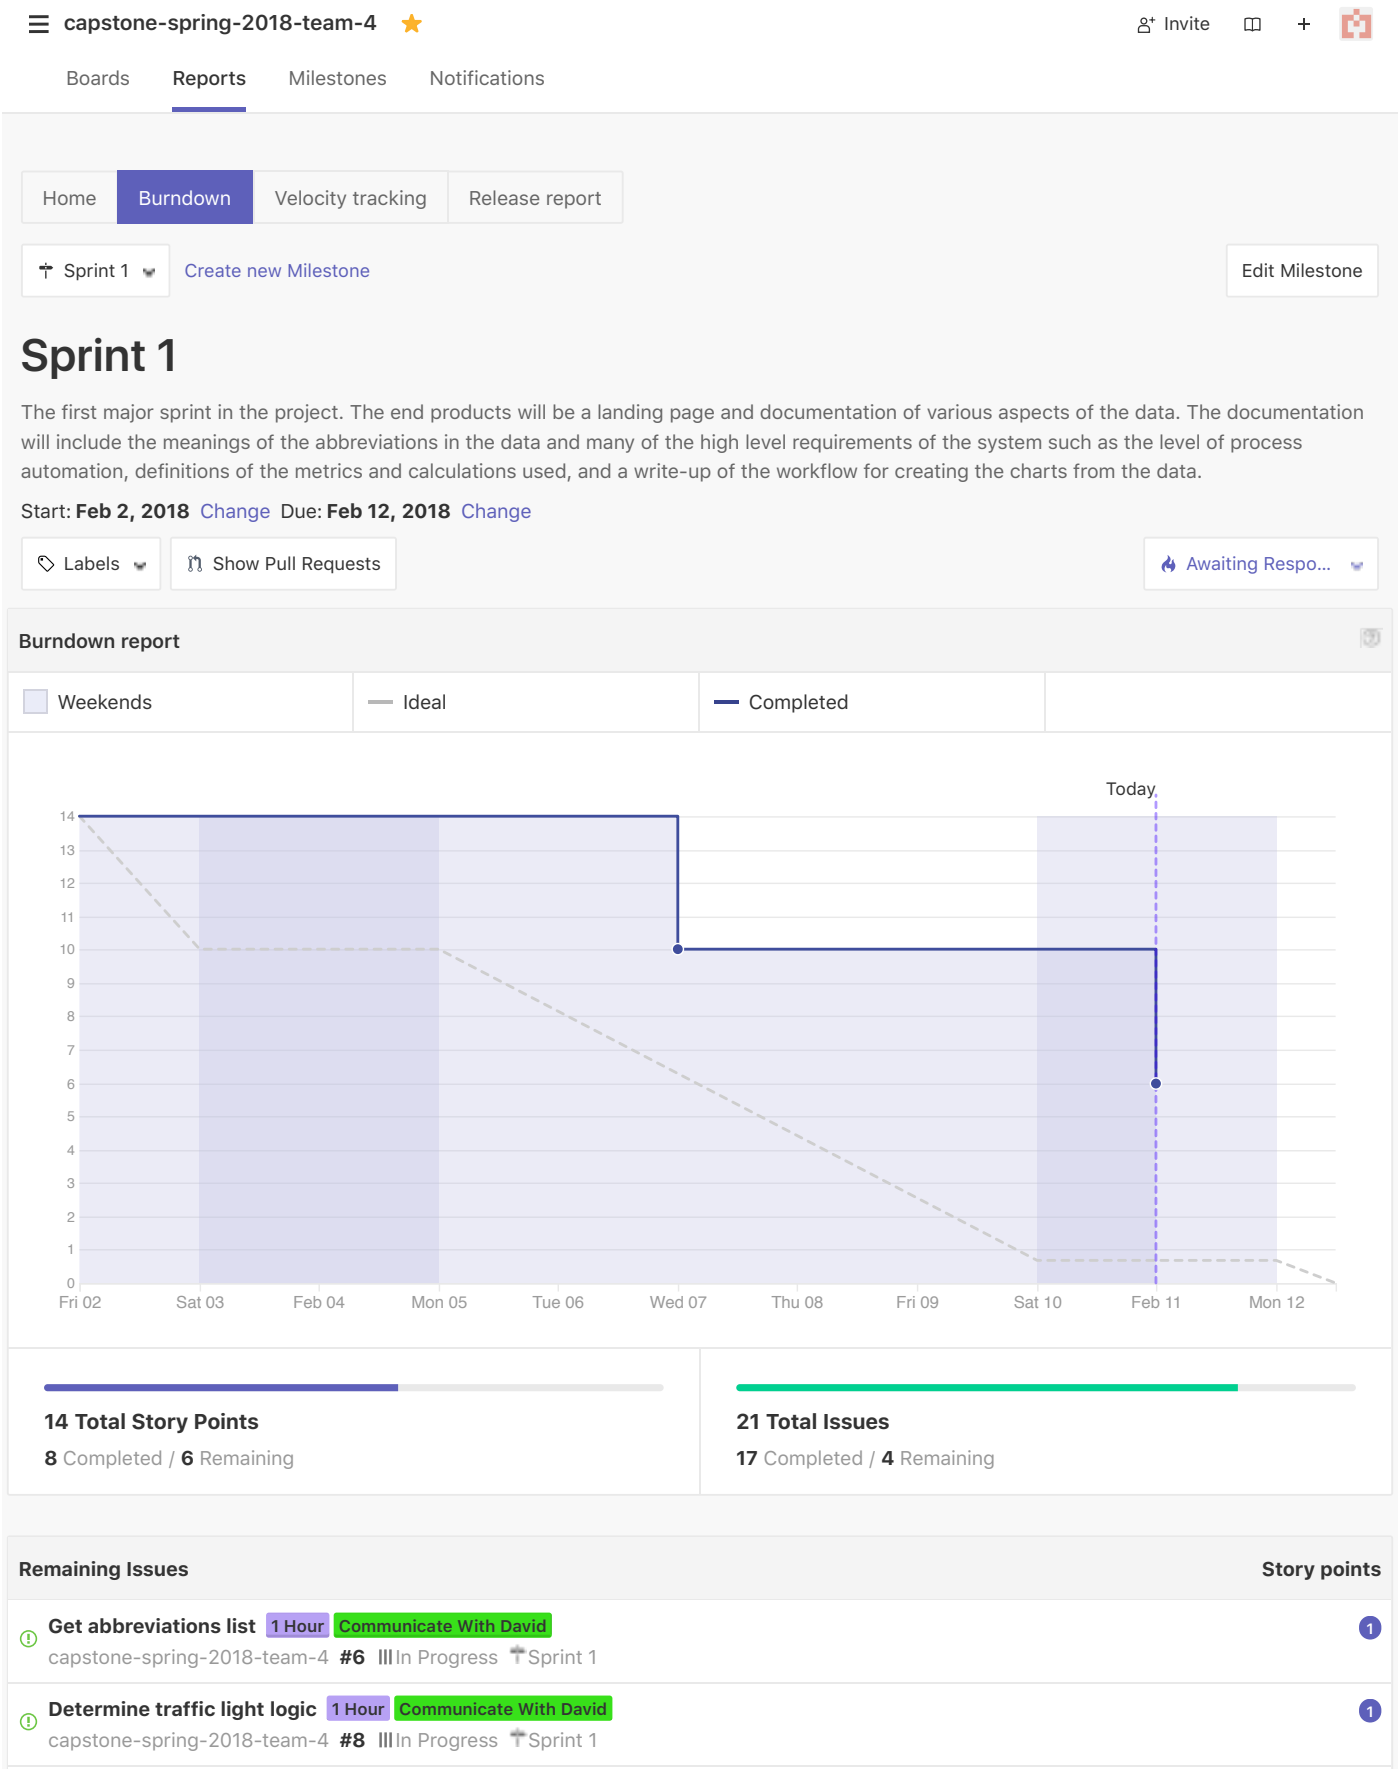 capstone-spring-2018-team-4
Invite
Boards Reports Milestones Notifications
Home Burndown Velocity tracking Release report
Sprint 1 Create new Milestone Edit Milestone
Sprint 1
The first major sprint in the project. The end products will be a landing page and documentation of various aspects of the data. The documentation
will include the meanings of the abbreviations in the data and many of the high level requirements of the system such as the level of process
automation, definitions of the metrics and calculations used, and a write-up of the workflow for creating the charts from the data.
Start: Feb 2, 2018 Change Due: Feb 12, 2018 Change
Labels Show Pull Requests Awaiting Respo...
Burndown report
Weekends Ideal Completed
Today
14
13
12
11
10
9
8
7
6
5
4
3
2
1
0
Fri 02 Sat 03 Feb 04 Mon 05 Tue 06 Wed 07 Thu 08 Fri 09 Sat 10 Feb 11 Mon 12
14 Total Story Points
8 Completed / 6 Remaining
21 Total Issues
17 Completed / 4 Remaining
Remaining Issues Story points
Get abbreviations list 1 Hour Communicate With David 1
capstone-spring-2018-team-4 #6 In Progress Sprint 1
Determine traffic light logic 1 Hour Communicate With David 1
capstone-spring-2018-team-4 #8 In Progress Sprint 1